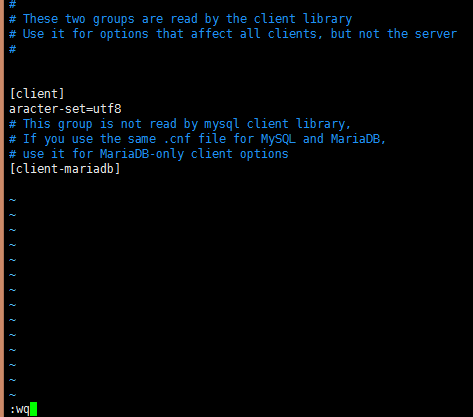 #
# These two groups are read by the client library
# Use it for options that affect all clients, but not the server
#
[client]
aracter-set=utf8
# This group is not read by mysql client library,
# If you use the same .cnf file for MySQL and MariaDB,
# use it for MariaDB-only client options
[client-mariadb]
~
~
~
~
~
~
~
~
~
~
~
~
~
~
:wq